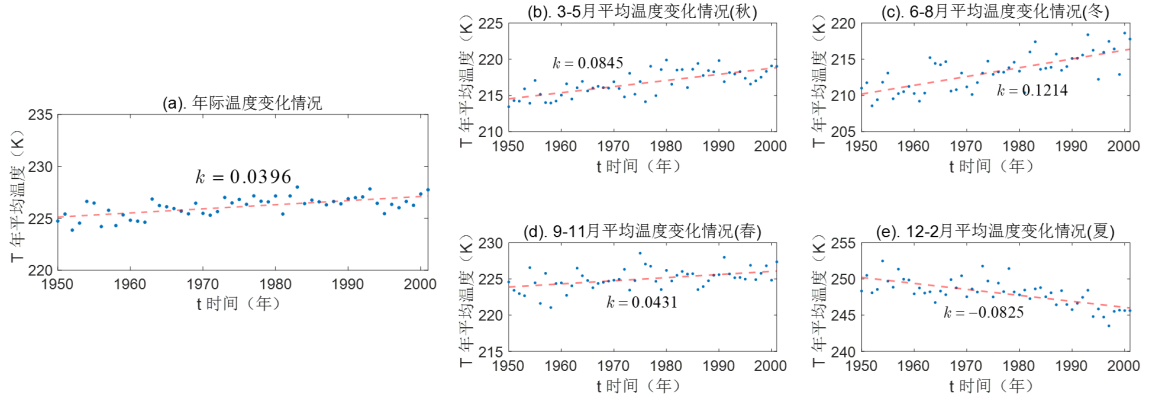 (a). 年际温度变化情况
T 年平均温度（K）
235
230
225
220
k = 0.0396
1950 1960 1970 1980 1990 2000
t 时间（年）
(b). 3-5月平均温度变化情况(秋)
T 年平均温度（K）
225
220
215
210
k = 0.0845
1950 1960 1970 1980 1990 2000
t 时间（年）
(c). 6-8月平均温度变化情况(冬)
T 年平均温度（K）
220
215
210
205
k = 0.1214
1950 1960 1970 1980 1990 2000
t 时间（年）
(d). 9-11月平均温度变化情况(春)
T 年平均温度（K）
230
225
220
215
k = 0.0431
1950 1960 1970 1980 1990 2000
t 时间（年）
(e). 12-2月平均温度变化情况(夏)
T 年平均温度（K）
255
250
245
240
k = −0.0825
1950 1960 1970 1980 1990 2000
t 时间（年）